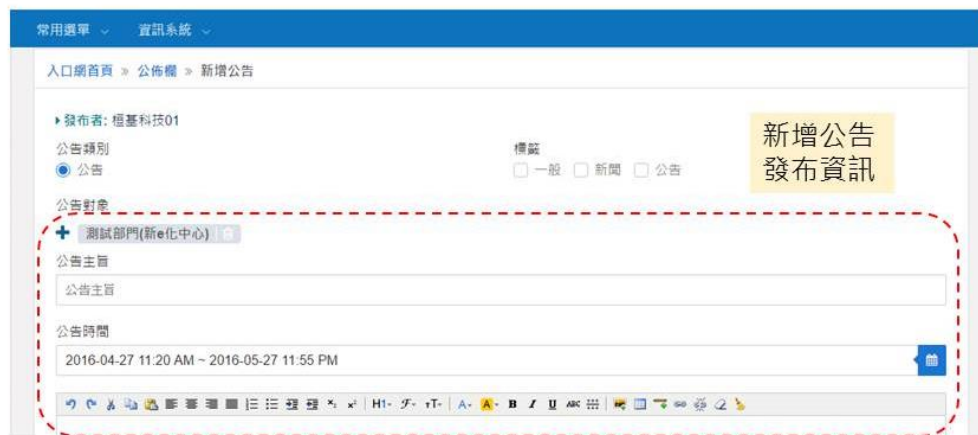 常用選單 資訊系統
入口網首頁 » 公佈欄 » 新增公告
發布者: 桓基科技01
公告類別
公告
標籤
一般 新聞 公告
新增公告
發布資訊
公告對象
測試部門(新e化中心)
公告主旨
公告主旨
公告時間
2016-04-27 11:20 AM ~ 2016-05-27 11:55 PM
H1 F тT A A B I U ABC